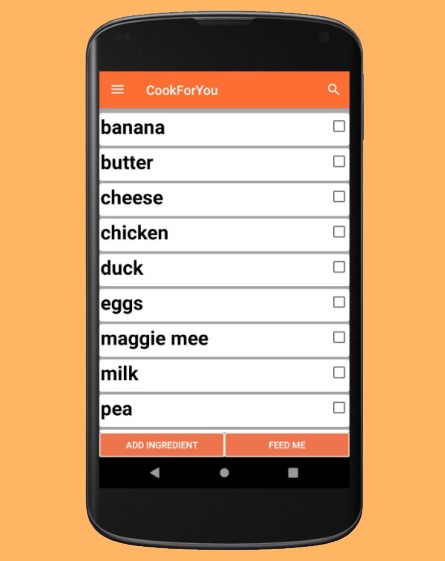 CookForYou
banana
butter
cheese
chicken
duck
eggs
maggie mee
milk
pea
ADD INGREDIENT FEED ME